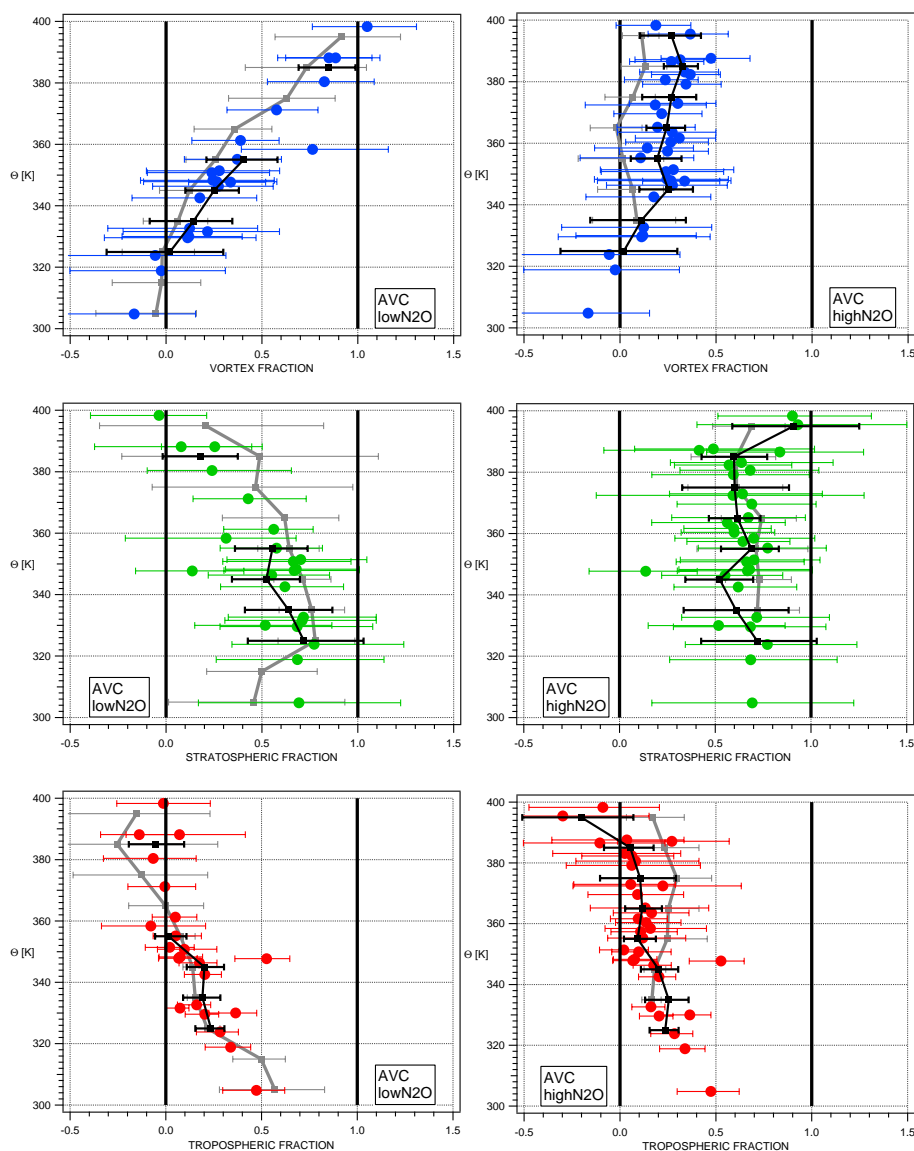 400
380
Θ [K]
360
340
320
300
-0.5
0.0
0.5
1.0
1.5
VORTEX FRACTION
AVC
lowN2O
400
380
Θ [K]
360
340
320
300
-0.5
0.0
0.5
1.0
1.5
VORTEX FRACTION
AVC
highN2O
400
380
Θ [K]
360
340
320
300
-0.5
0.0
0.5
1.0
1.5
STRATOSPHERIC FRACTION
AVC
lowN2O
400
380
Θ [K]
360
340
320
300
-0.5
0.0
0.5
1.0
1.5
STRATOSPHERIC FRACTION
AVC
highN2O
400
380
Θ [K]
360
340
320
300
-0.5
0.0
0.5
1.0
1.5
TROPOSPHERIC FRACTION
AVC
lowN2O
400
380
Θ [K]
360
340
320
300
-0.5
0.0
0.5
1.0
1.5
TROPOSPHERIC FRACTION
AVC
highN2O